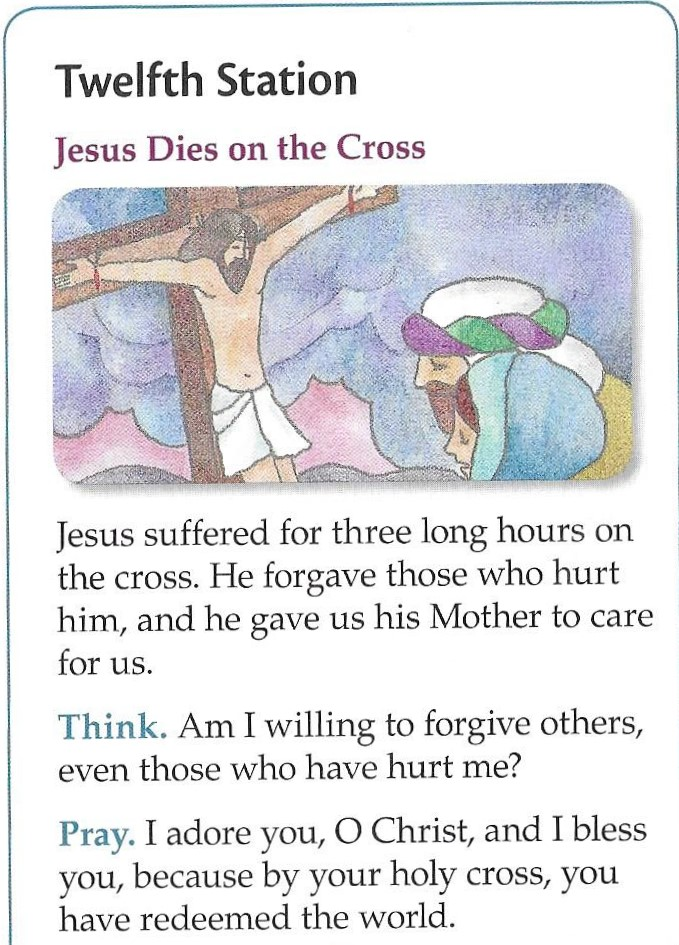 Twelfth Station
Jesus Dies on the Cross
Jesus suffered for three long hours on
the cross. He forgave those who hurt
him, and he gave us his Mother to care
for us.
Think. Am I willing to forgive others,
even those who have hurt me?
Pray. I adore you, O Christ, and I bless
you, because by your holy cross, you
have redeemed the world.